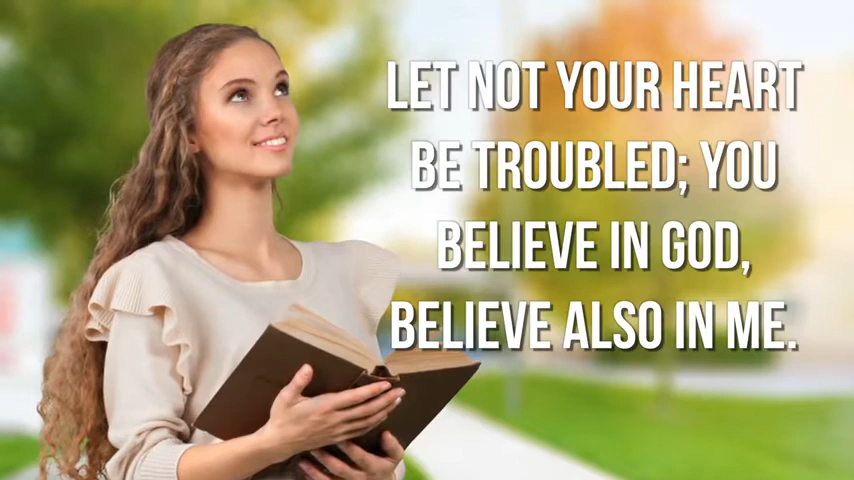 LET NOT YOUR HEART
BE TROUBLED; YOU
BELIEVE IN GOD,
BELIEVE ALSO IN ME.